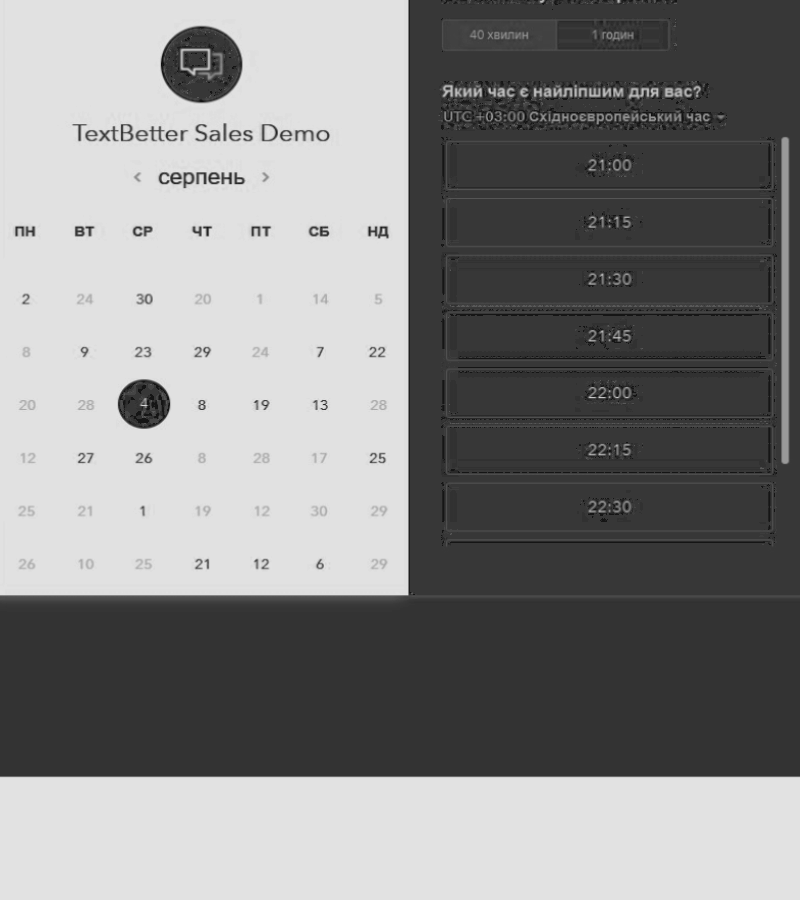 TextBetter Sales Demo
‹ серпень ›
ПН ВТ СР ЧТ ПТ СБ НД
2 24 30 20 1 14 5
8 9 23 29 24 7 22
20 28 4 8 19 13 28
12 27 26 8 28 17 25
25 21 1 19 12 30 29
26 10 25 21 12 6 29
40 хвилин 1 годин
Який час є найліпшим для вас?
UTC +03:00 Східноєвропейський час
21:00
21:15
21:30
21:45
22:00
22:15
22:30